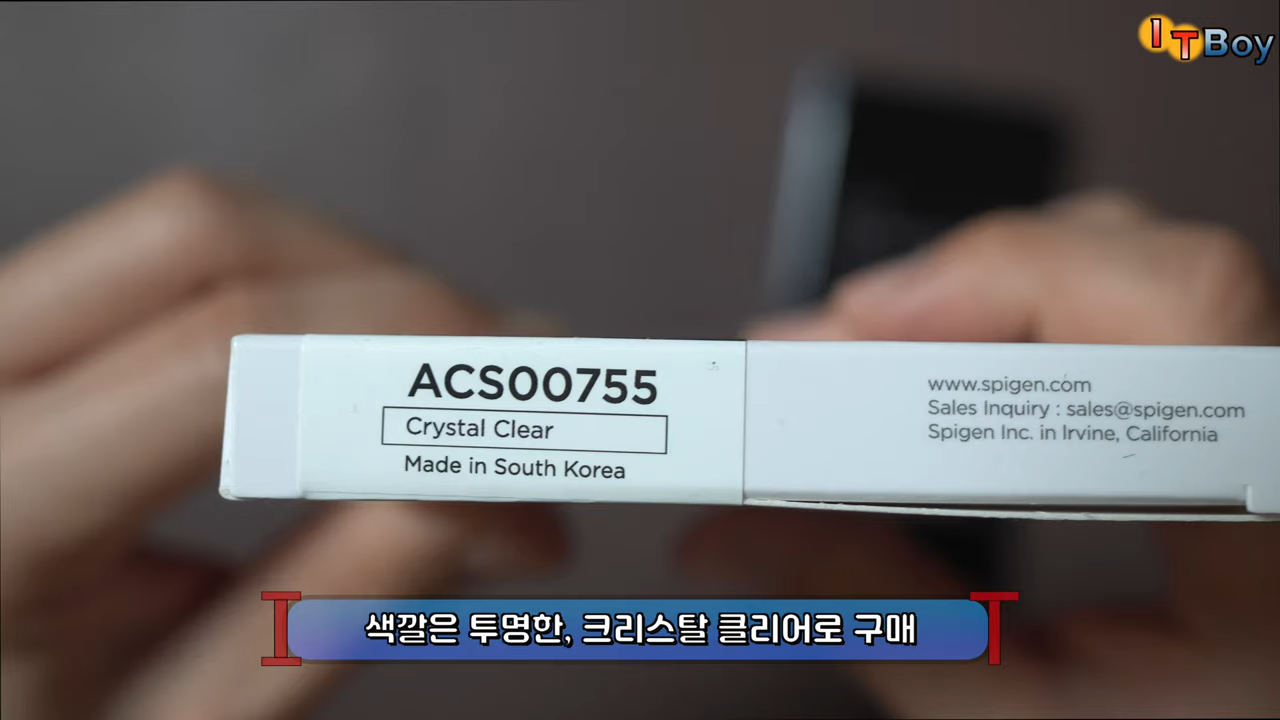 ITBoy
ACS00755
Crystal Clear
Made in South Korea
www.spigen.com
Sales Inquiry : sales@spigen.com
Spigen Inc. in Irvine, California
I 색깔은 투명한, 크리스탈 클리어로 구매 T